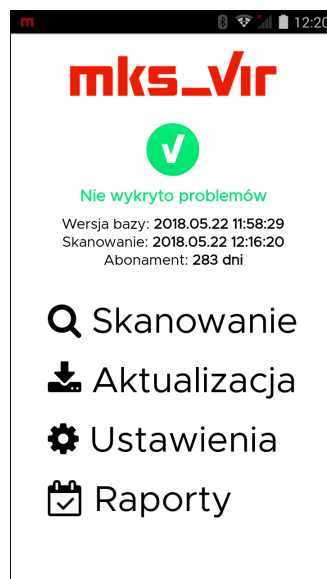 m 12:20
mks_vir
Nie wykryto problemów
Wersja bazy: 2018.05.22 11:58:29
Skanowanie: 2018.05.22 12:16:20
Abonament: 283 dni
Skanowanie
Aktualizacja
Ustawienia
Raporty